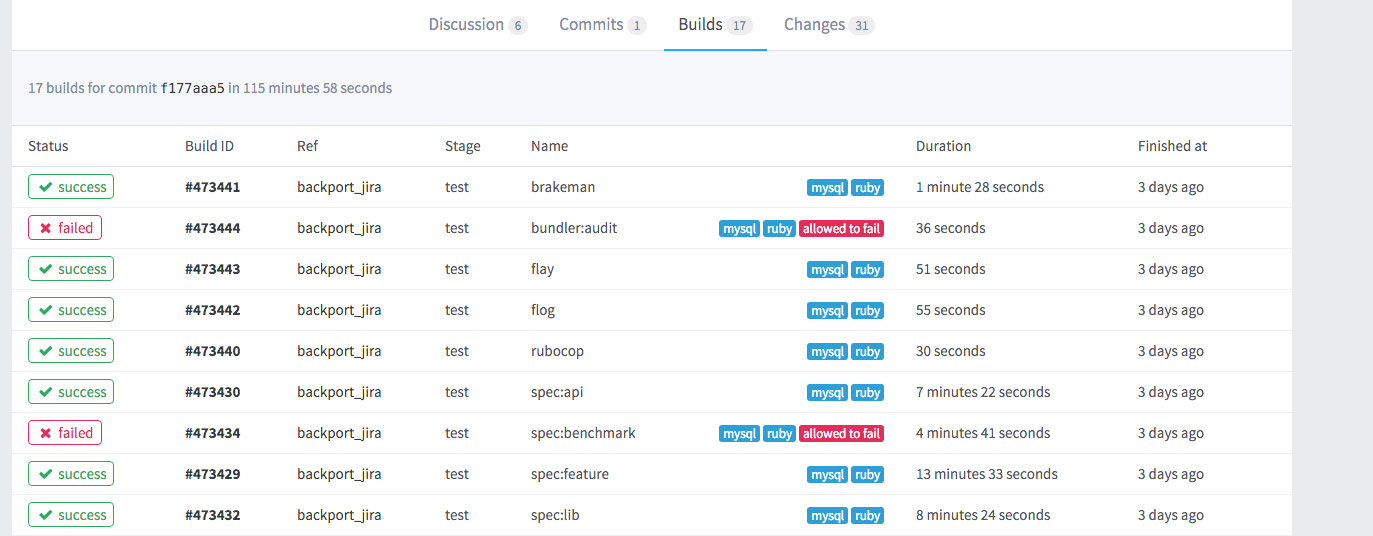 Discussion 6 Commits 1 Builds 17 Changes 31
17 builds for commit f177aaa5 in 115 minutes 58 seconds
Status Build ID Ref Stage Name Duration Finished at
success #473441 backport_jira test brakeman mysql ruby 1 minute 28 seconds 3 days ago
failed #473444 backport_jira test bundler:audit mysql ruby allowed to fail 36 seconds 3 days ago
success #473443 backport_jira test flay mysql ruby 51 seconds 3 days ago
success #473442 backport_jira test flog mysql ruby 55 seconds 3 days ago
success #473440 backport_jira test rubocop mysql ruby 30 seconds 3 days ago
success #473430 backport_jira test spec:api mysql ruby 7 minutes 22 seconds 3 days ago
failed #473434 backport_jira test spec:benchmark mysql ruby allowed to fail 4 minutes 41 seconds 3 days ago
success #473429 backport_jira test spec:feature mysql ruby 13 minutes 33 seconds 3 days ago
success #473432 backport_jira test spec:lib mysql ruby 8 minutes 24 seconds 3 days ago